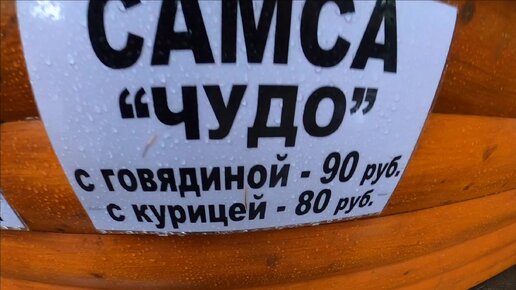 САМСА
“ЧУДО”
с говядиной - 90 руб.
с курицей - 80 руб.